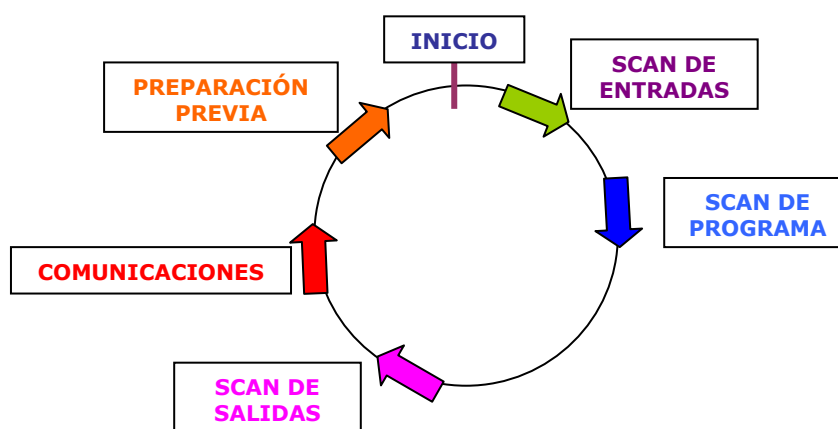 INICIO
SCAN DE
ENTRADAS
SCAN DE
PROGRAMA
SCAN DE
SALIDAS
COMUNICACIONES
PREPARACIÓN
PREVIA